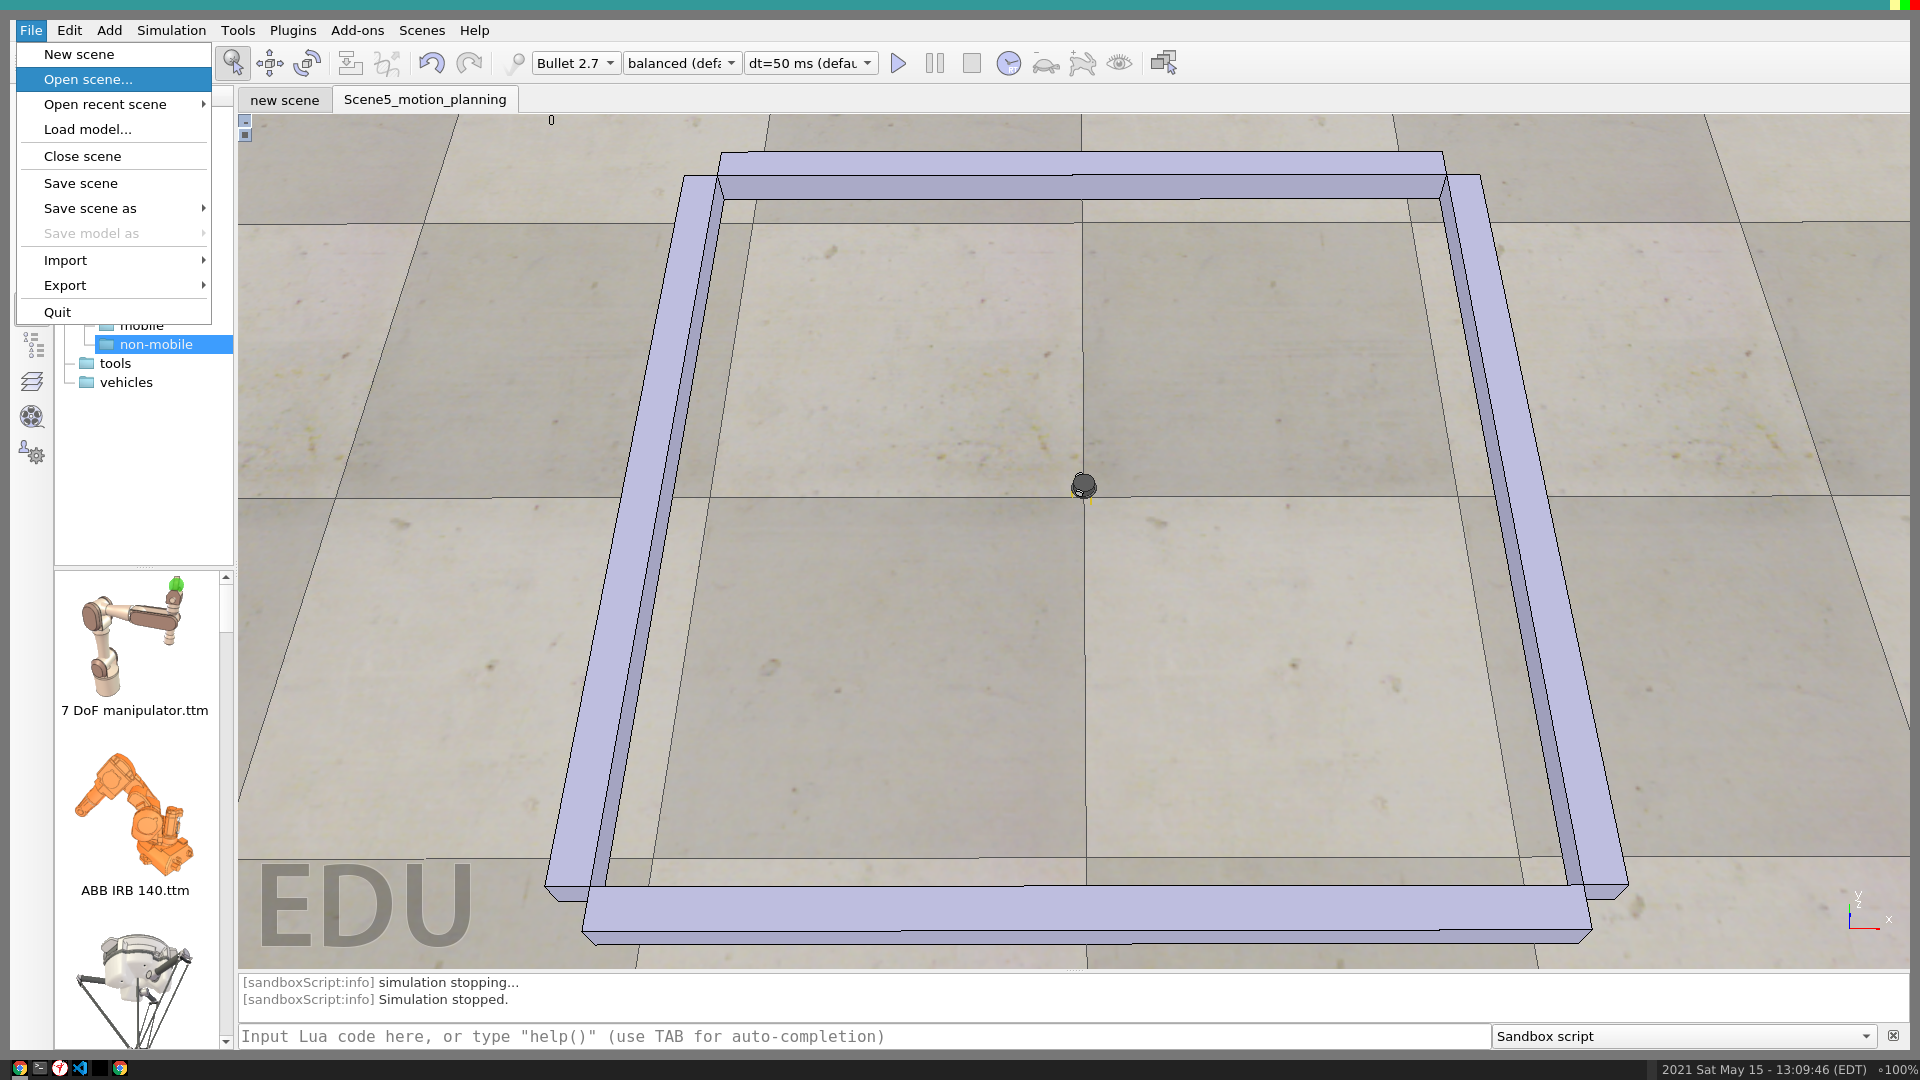 File Edit Add Simulation Tools Plugins Add-ons Scenes Help
New scene
Open scene...
Open recent scene
Load model...
Close scene
Save scene
Save scene as
Save model as
Import
Export
Quit
Bullet 2.7 balanced (defa dt=50 ms (defau
new scene Scene5_motion_planning
0
mobile
non-mobile
tools
vehicles
7 DoF manipulator.ttm
ABB IRB 140.ttm
EDU
y
z
x
[sandboxScript:info] simulation stopping...
[sandboxScript:info] Simulation stopped.
Input Lua code here, or type "help()" (use TAB for auto-completion)
Sandbox script
2021 Sat May 15 - 13:09:46 (EDT) ∘100%